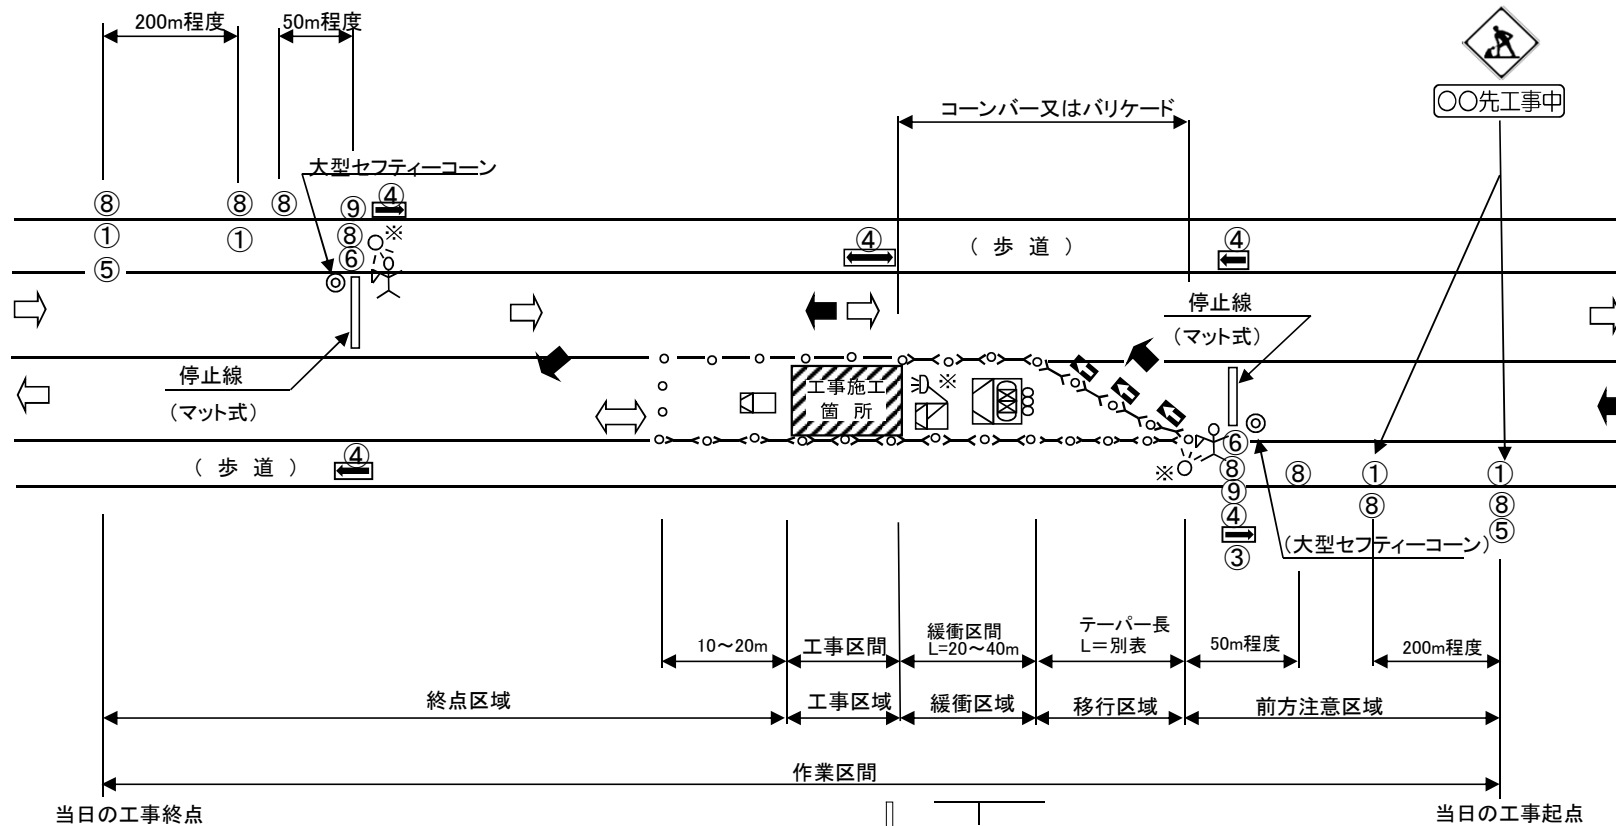 200m程度
50m程度
〇〇先工事中
コーンバー又はバリケード
大型セフティーコーン
⑧
⑧
⑧
⑨
④
①
①
⑧
※
⑤
⑥
④
（ 歩 道 ）
④
停止線
（マット式）
停止線
（マット式）
工事施工
箇 所
※
（ 歩 道 ）
④
※
⑥
⑧
⑨
④
③
⑧
①
⑧
①
⑧
⑤
（大型セフティーコーン）
10～20m
工事区間
緩衝区間
L=20～40m
テーパー長
L＝別表
50m程度
200m程度
終点区域
工事区域
緩衝区域
移行区域
前方注意区域
作業区間
当日の工事終点
当日の工事起点